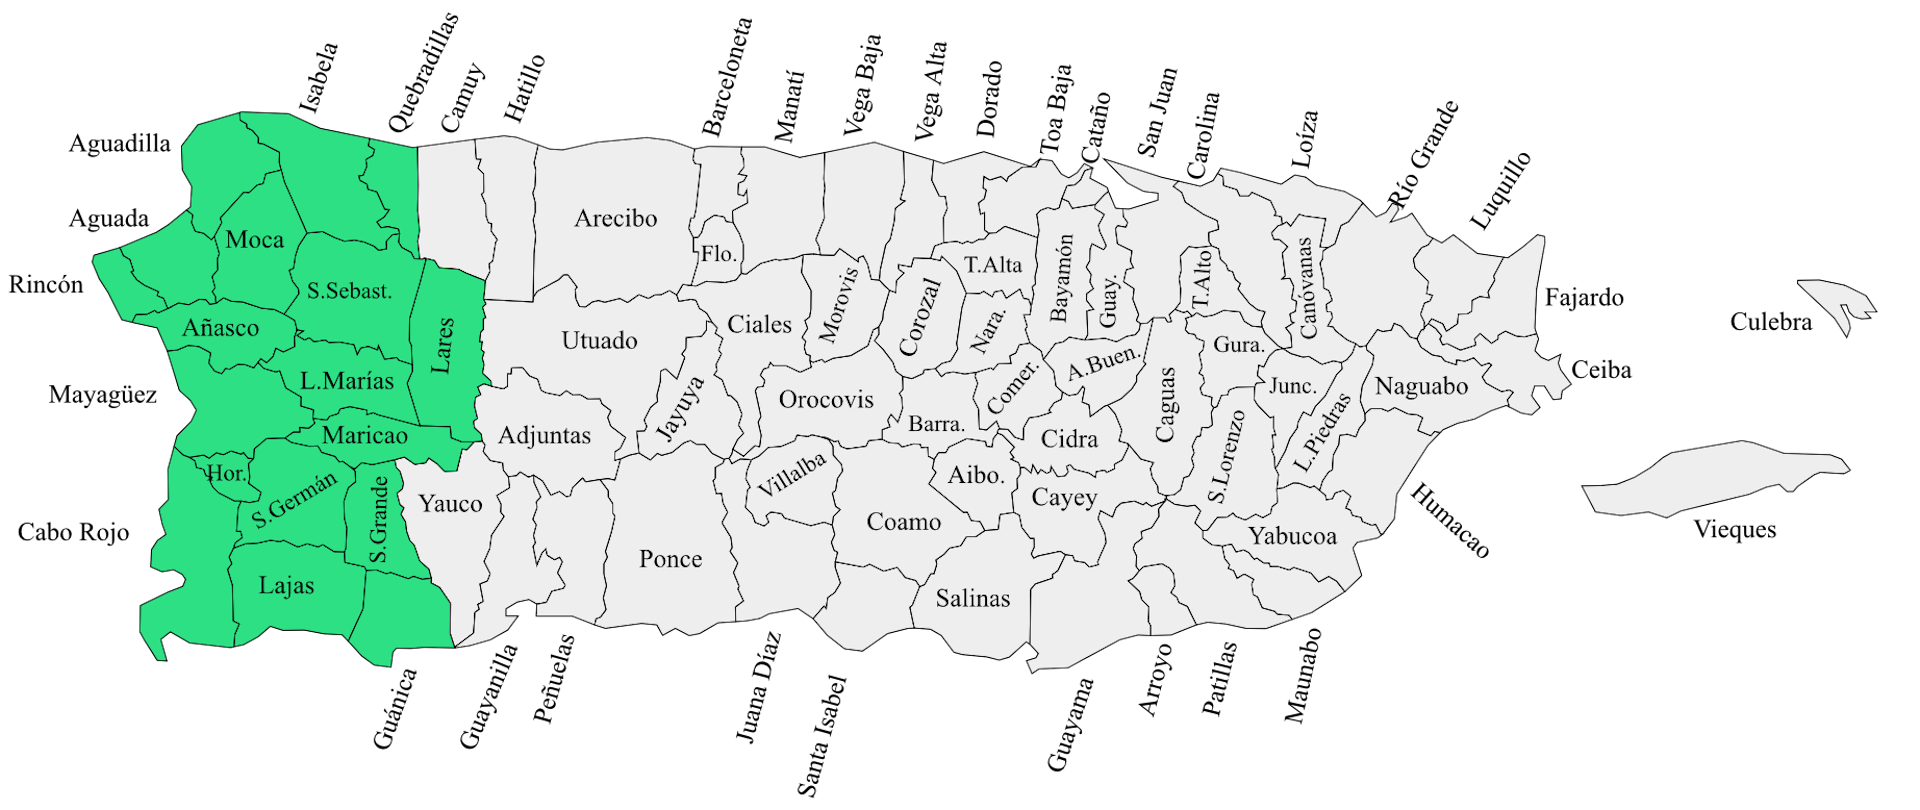 Isabela
Quebradillas
Camuy
Hatillo
Barceloneta
Manatí
Vega Baja
Vega Alta
Dorado
Toa Baja
Cataño
San Juan
Carolina
Loíza
Río Grande
Luquillo
Aguadilla
Aguada
Moca
Rincón
S.Sebast.
Añasco
Lares
Mayagüez
L.Marías
Maricao
Hor.
S.Germán
S.Grande
Cabo Rojo
Lajas
Yauco
Arecibo
Flo.
Utuado
Ciales
Morovis
Corozal
T.Alta
Nara.
Bayamón
Guay.
T.Alto
Canóvanas
Fajardo
Culebra
Ceiba
Jayuya
Adjuntas
Orocovis
Barra.
Comer.
A.Buen.
Caguas
Gura.
Junc.
L.Piedras
Naguabo
Cidra
S.Lorenzo
Villalba
Aibo.
Cayey
Coamo
Ponce
Salinas
Yabucoa
Humacao
Vieques
Guánica
Guayanilla
Peñuelas
Juana Díaz
Santa Isabel
Guayama
Arroyo
Patillas
Maunabo